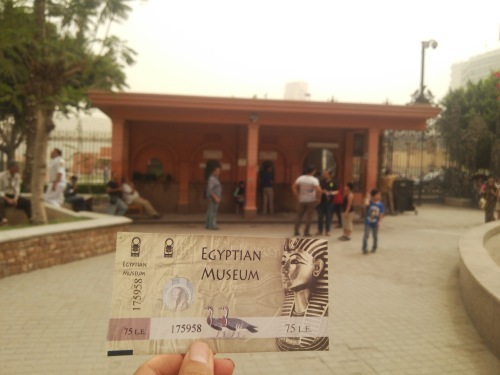 EGYPTIAN
MUSEUM
175958
75 L.E.
EGYPTIAN
MUSEUM
175958
75 L.E.